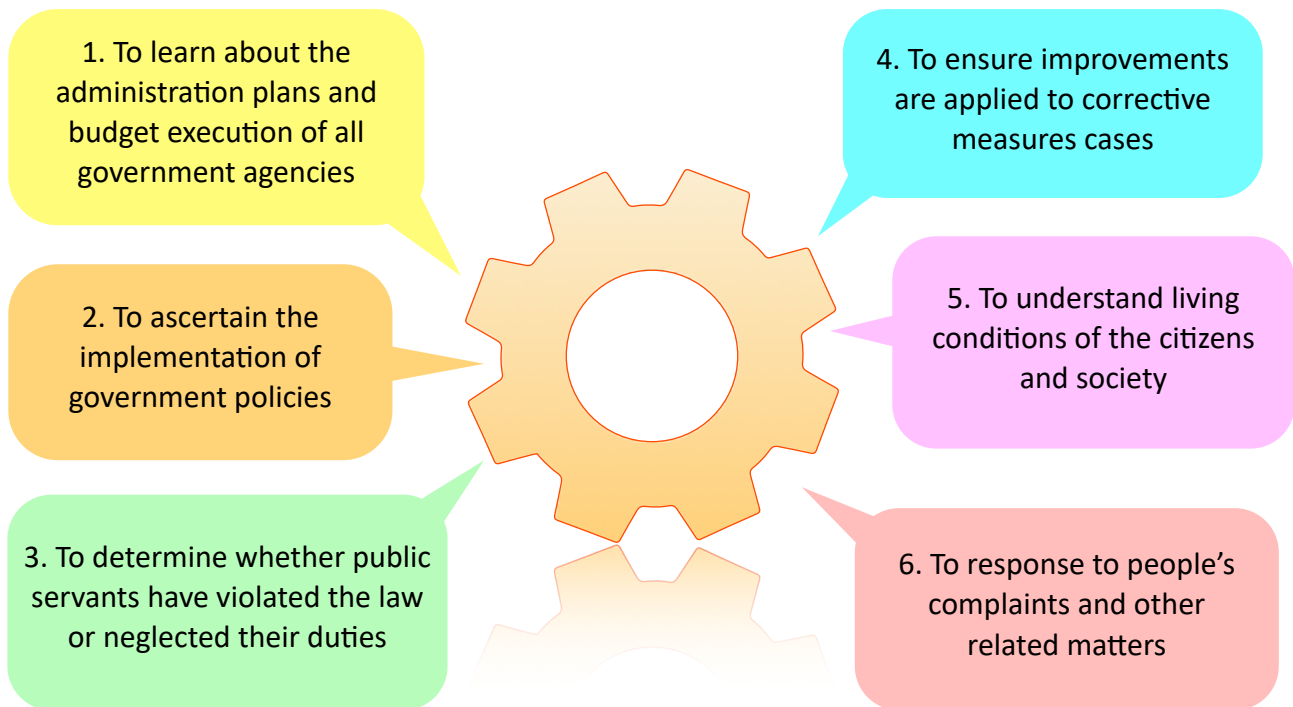 1. To learn about the
administration plans and
budget execution of all
government agencies
2. To ascertain the
implementation of
government policies
3. To determine whether public
servants have violated the law
or neglected their duties
4. To ensure improvements
are applied to corrective
measures cases
5. To understand living
conditions of the citizens
and society
6. To response to people’s
complaints and other
related matters